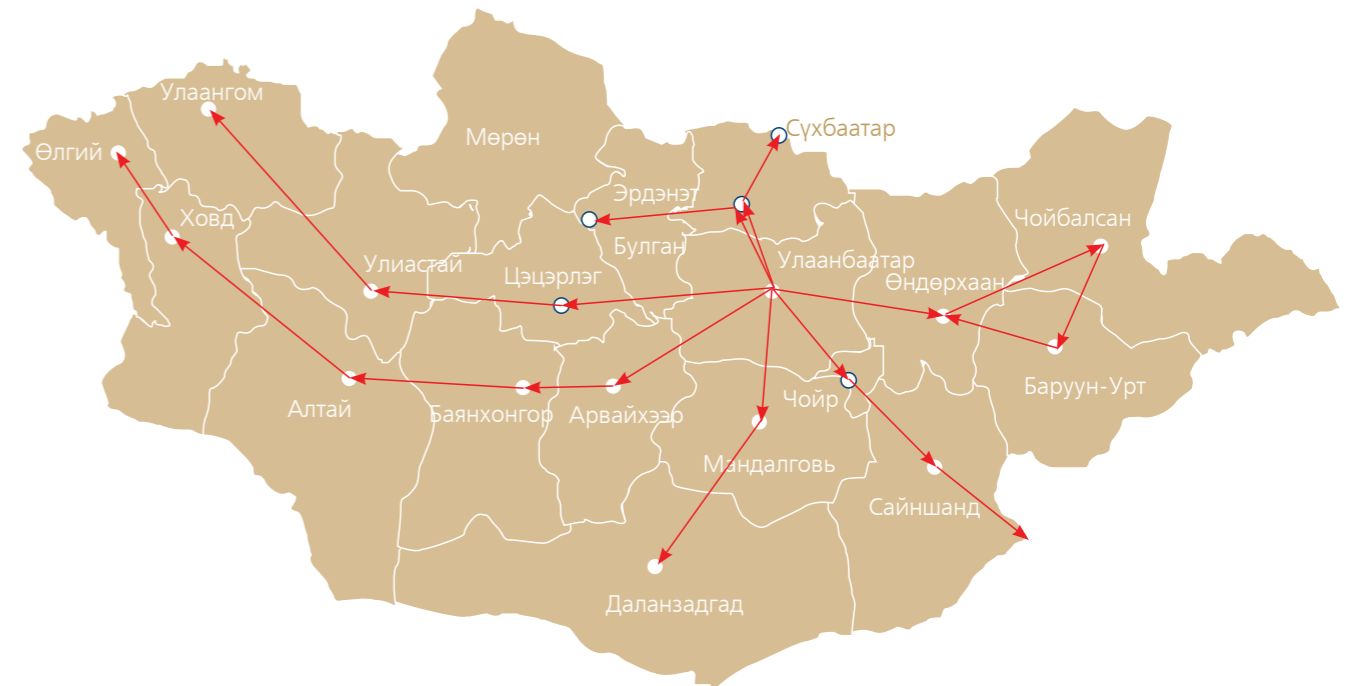 Улаангом
Өлгий
Ховд
Мөрөн
Сүхбаатар
Эрдэнэт
Булган
Улиастай
Цэцэрлэг
Улаанбаатар
Өндөрхаан
Чойбалсан
Баруун-Урт
Алтай
Баянхонгор
Арвайхээр
Чойр
Мандалговь
Сайншанд
Даланзадгад